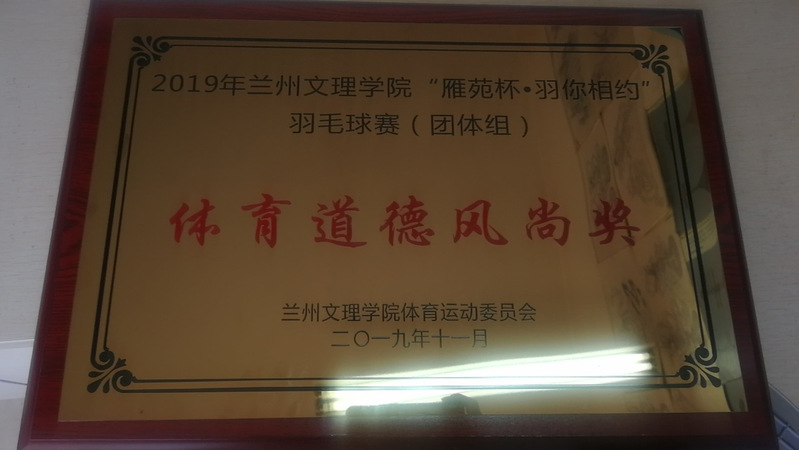 2019年兰州文理学院“雁苑杯•羽你相约”
羽毛球赛（团体组）
体育道德风尚奖
兰州文理学院体育运动委员会
二〇一九年十一月